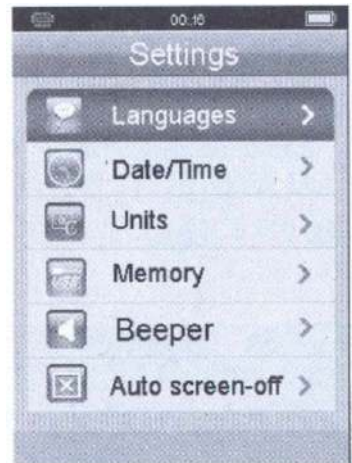 00:16
Settings
Languages
Date/Time
Units
Memory
Beeper
Auto screen-off